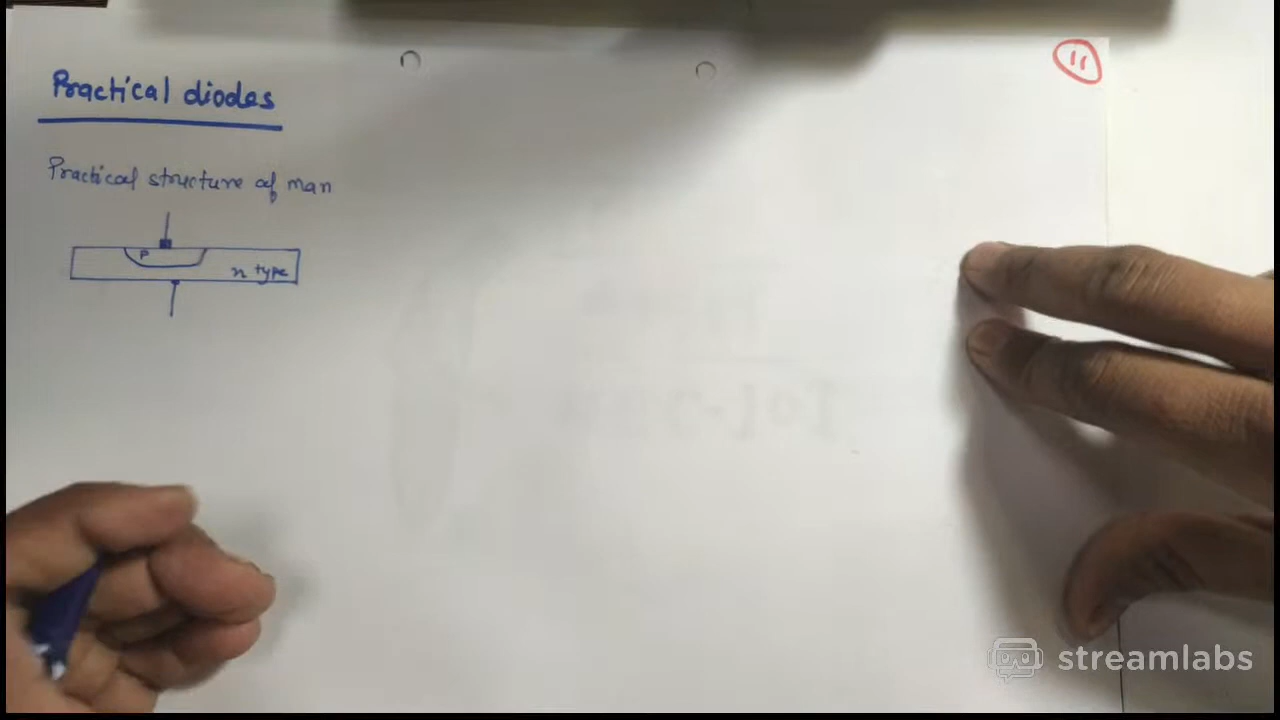 11
Practical diodes
Practical structure of man
P
n type
streamlabs